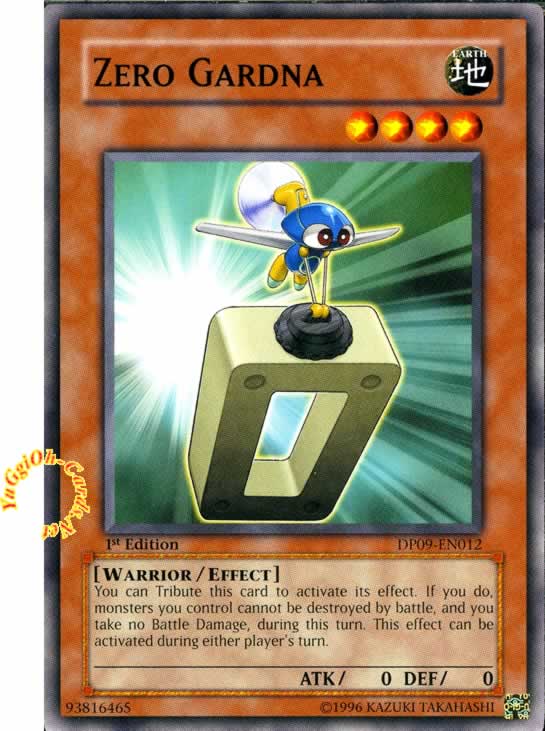 ZERO GARDNA
EARTH
地
YuGgiOh-Cards.Net
1st Edition
DP09-EN012
[WARRIOR/EFFECT]
You can Tribute this card to activate its effect. If you do,
monsters you control cannot be destroyed by battle, and you
take no Battle Damage, during this turn. This effect can be
activated during either player's turn.
ATK/ 0 DEF/ 0
93816465
©1996 KAZUKI TAKAHASHI